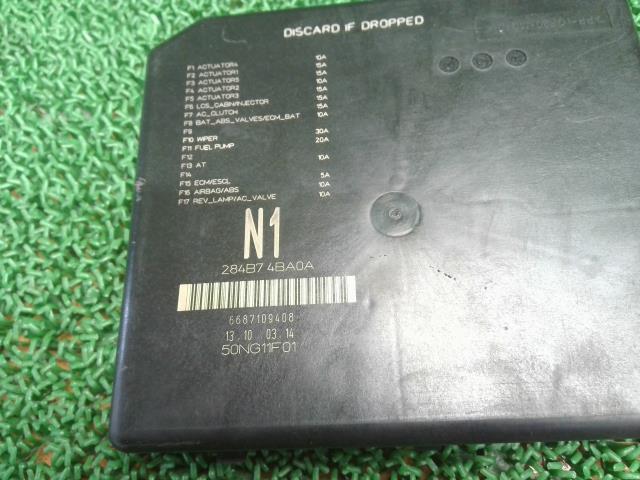 DISCARD IF DROPPED
F1 ACTUATOR4 10A
F2 ACTUATOR1 15A
F3 ACTUATOR5 10A
F4 ACTUATOR2 15A
F5 ACTUATOR3 15A
F6 LCS_CABIN/INJECTOR 15A
F7 AC_CLUTCH 15A
F8 BAT_ABS_VALVES/ECM_BAT 10A
F9
F10 WIPER 30A
F11 FUEL PUMP 20A
F12
F13 AT 10A
F14
F15 ECM/ESCL 5A
F16 AIRBAG/ABS 10A
F17 REV_LAMP/AC_VALVE 10A
N1
284B7 4BA0A
6687109408
13.10 03.14
50NG11F01